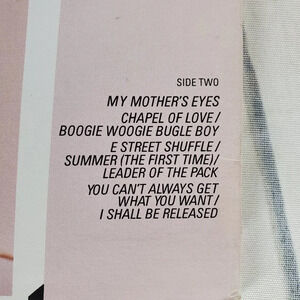 SIDE TWO
MY MOTHER'S EYES
CHAPEL OF LOVE/
BOOGIE WOOGIE BUGLE BOY
E STREET SHUFFLE/
SUMMER (THE FIRST TIME)/
LEADER OF THE PACK
YOU CAN'T ALWAYS GET
WHAT YOU WANT/
I SHALL BE RELEASED